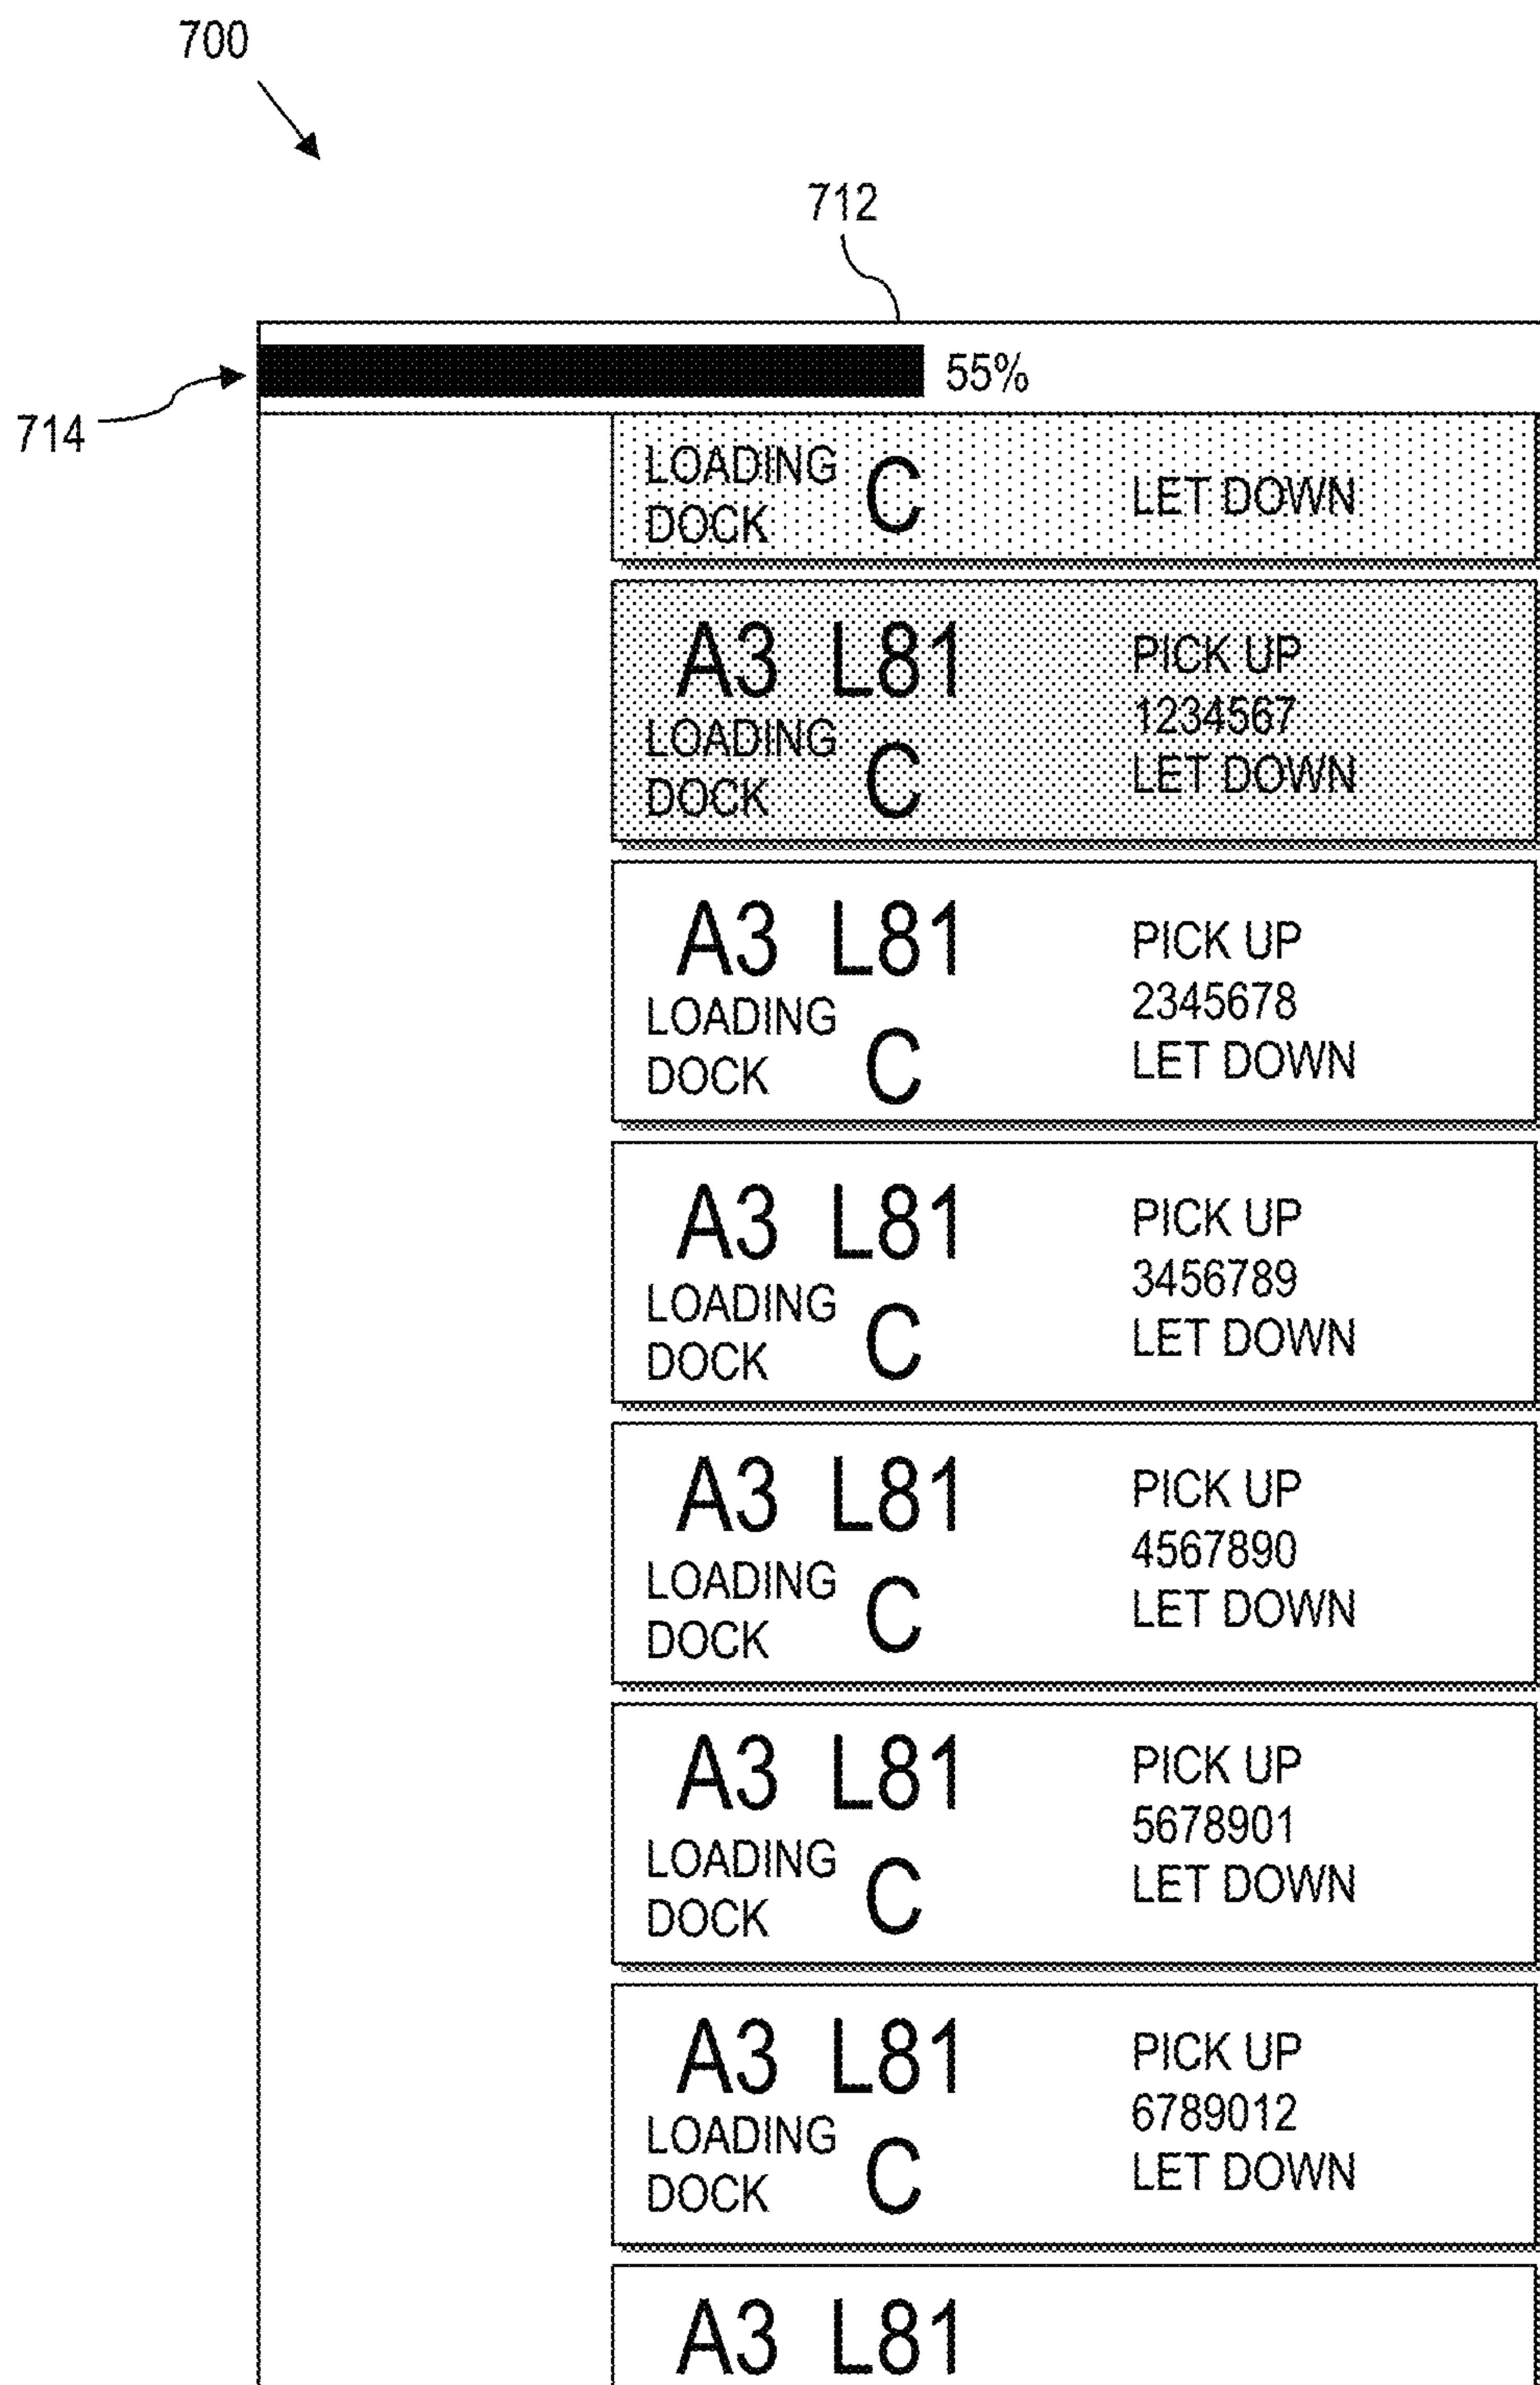 700
712
55%
714
LOADING
DOCK C LET DOWN
A3 L81 PICK UP
1234567
LOADING
DOCK C LET DOWN
A3 L81 PICK UP
2345678
LOADING
DOCK C LET DOWN
A3 L81 PICK UP
3456789
LOADING
DOCK C LET DOWN
A3 L81 PICK UP
4567890
LOADING
DOCK C LET DOWN
A3 L81 PICK UP
5678901
LOADING
DOCK C LET DOWN
A3 L81 PICK UP
6789012
LOADING
DOCK C LET DOWN
A3 L81